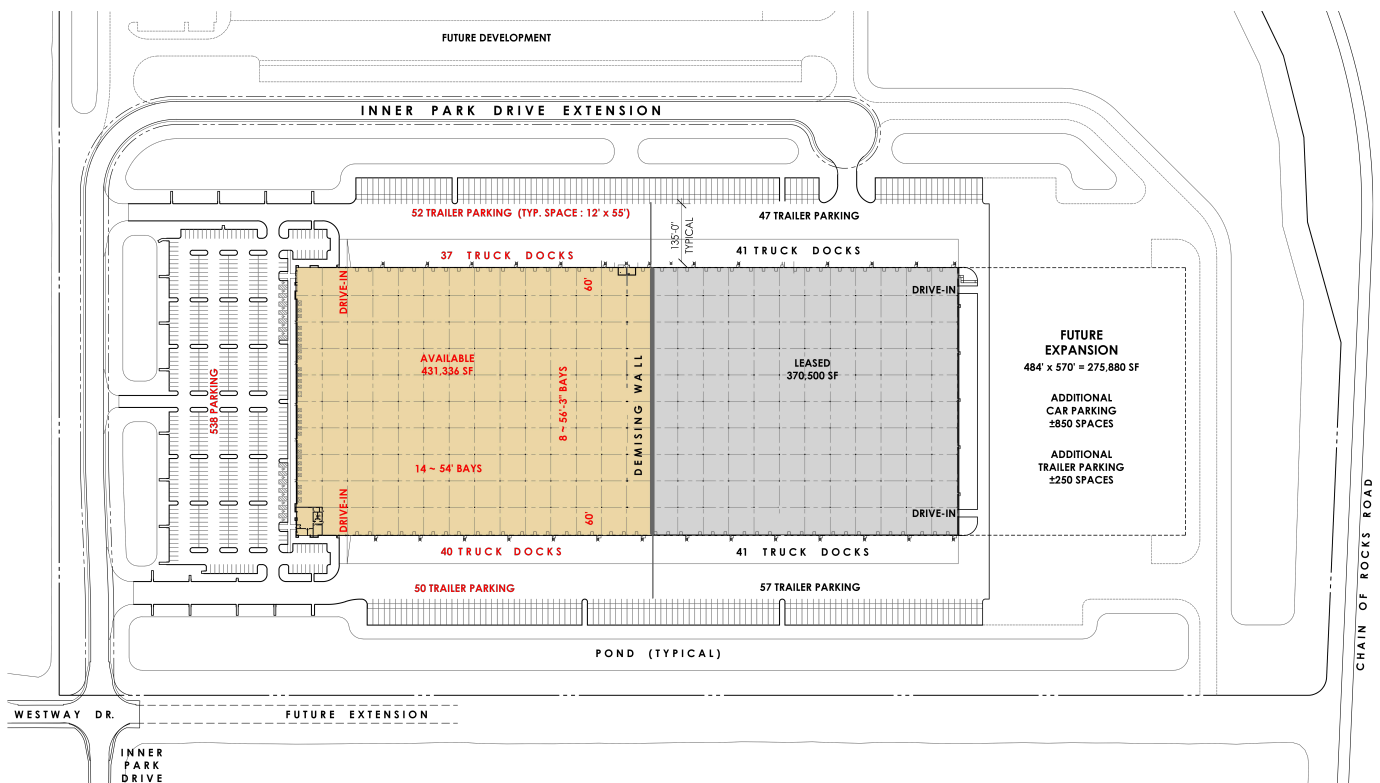 FUTURE DEVELOPMENT
INNER PARK DRIVE EXTENSION
52 TRAILER PARKING (TYP. SPACE : 12' x 55')
47 TRAILER PARKING
135'-0"
TYPICAL
37 TRUCK DOCKS
41 TRUCK DOCKS
DRIVE-IN
60'
DRIVE-IN
AVAILABLE
431,336 SF
LEASED
370,500 SF
FUTURE
EXPANSION
484' x 570' = 275,880 SF
ADDITIONAL
CAR PARKING
±850 SPACES
ADDITIONAL
TRAILER PARKING
±250 SPACES
538 PARKING
8 ~ 56'-3" BAYS
DEMISING WALL
14 ~ 54' BAYS
DRIVE-IN
60'
DRIVE-IN
40 TRUCK DOCKS
41 TRUCK DOCKS
50 TRAILER PARKING
57 TRAILER PARKING
CHAIN OF ROCKS ROAD
POND (TYPICAL)
WESTWAY DR.
FUTURE EXTENSION
INNER
PARK
DRIVE